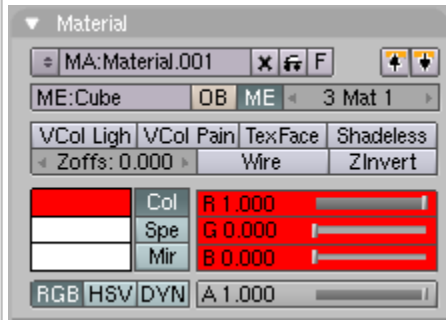 Material
MA:Material.001 F
ME:Cube OB ME 3 Mat 1
VCol Ligh VCol Pain TexFace Shadeless
Zoffs: 0.000 Wire ZInvert
Col R 1.000
Spe G 0.000
Mir B 0.000
RGB HSV DYN A 1.000